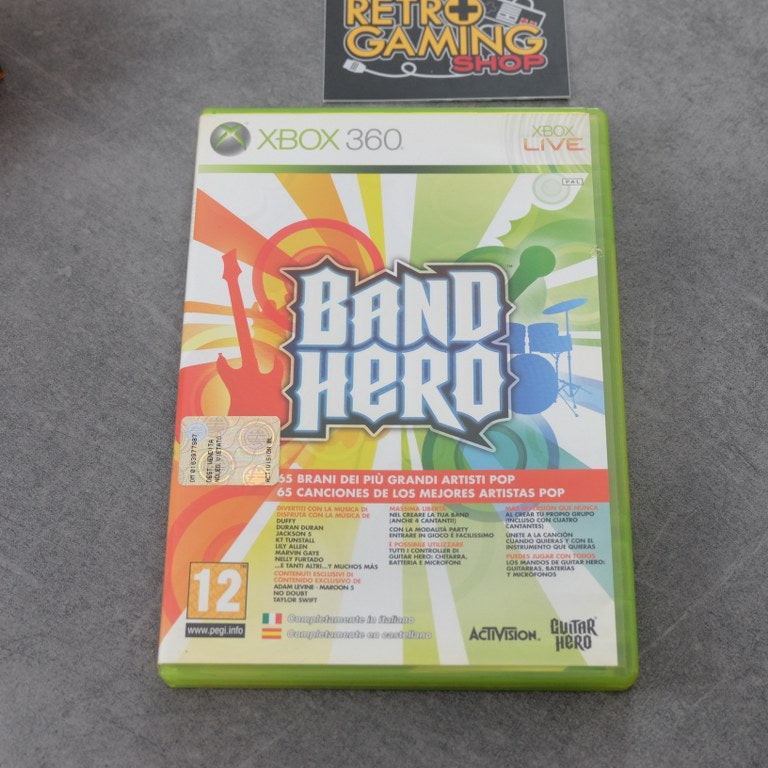 RETRO
GAMING
SHOP
XBOX 360
XBOX
LIVE
PAL
BAND
HERO
TM
65 BRANI DEI PIÙ GRANDI ARTISTI POP
65 CANCIONES DE LOS MEJORES ARTISTAS POP
DIVERTITI CON LA MUSICA DI
DISFRUTA CON LA MÚSICA DE
DUFFY
DURAN DURAN
JACKSON 5
KT TUNSTALL
LILY ALLEN
MARVIN GAYE
NELLY FURTADO
...E TANTI ALTRI...Y MUCHOS MÁS
CONTENUTI ESCLUSIVI DI
CONTENIDO EXCLUSIVO DE
ADAM LEVINE - MAROON 5
NO DOUBT
TAYLOR SWIFT
MASSIMA LIBERTÀ
NEL CREARE LA TUA BAND
(ANCHE 4 CANTANTI!)
CON LA MODALITÀ PARTY
ENTRARE IN GIOCO È FACILISSIMO
È POSSIBILE UTILIZZARE
TUTTI I CONTROLLER DI
GUITAR HERO: CHITARRA,
BATTERIA E MICROFONI
MÁS DIVERSIÓN QUE NUNCA
AL CREAR TU PROPIO GRUPO
(INCLUSO CON CUATRO
CANTANTES)
ÚNETE A LA CANCIÓN
CUANDO QUIERAS Y CON EL
INSTRUMENTO QUE QUIERAS
PUEDES JUGAR CON TODOS
LOS MANDOS DE GUITAR HERO:
GUITARRAS, BATERÍAS
Y MICRÓFONOS
12
www.pegi.info
Completamente in italiano
Completamente en castellano
ACTIVISION.
GUITAR
HERO